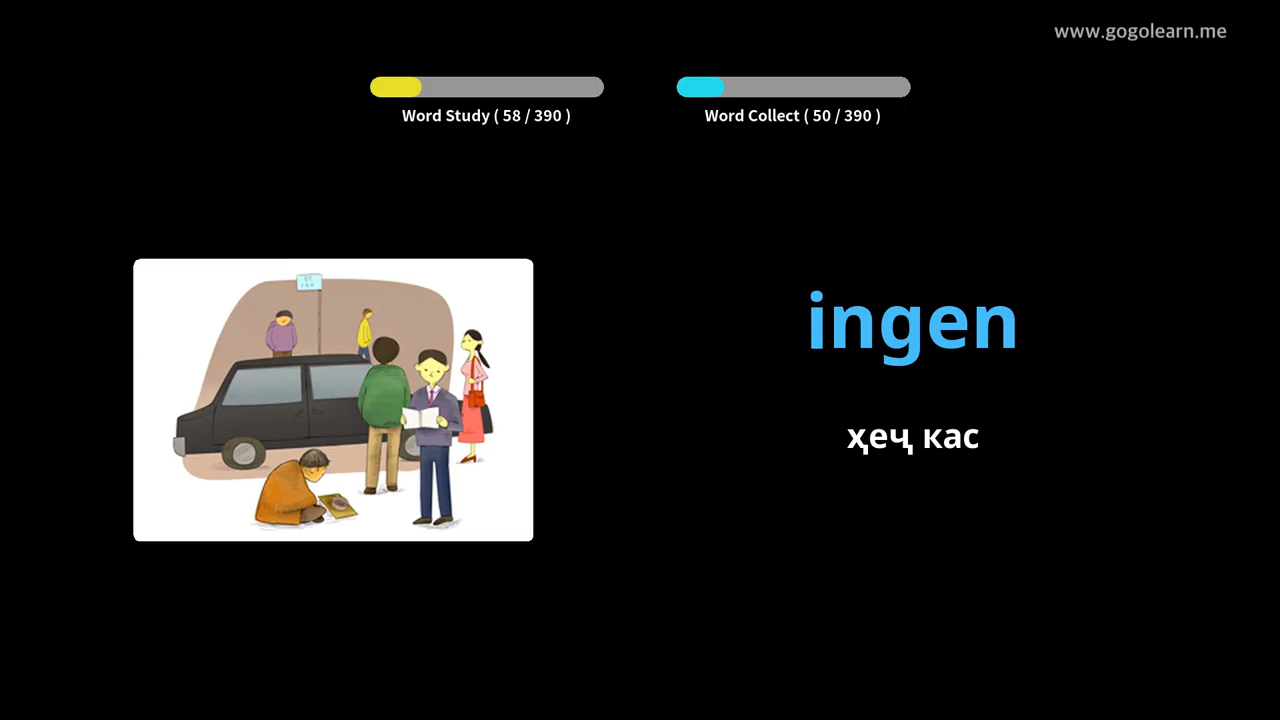 www.gogolearn.me
Word Study ( 58 / 390 )
Word Collect ( 50 / 390 )
ingen
ҳеҷ кас